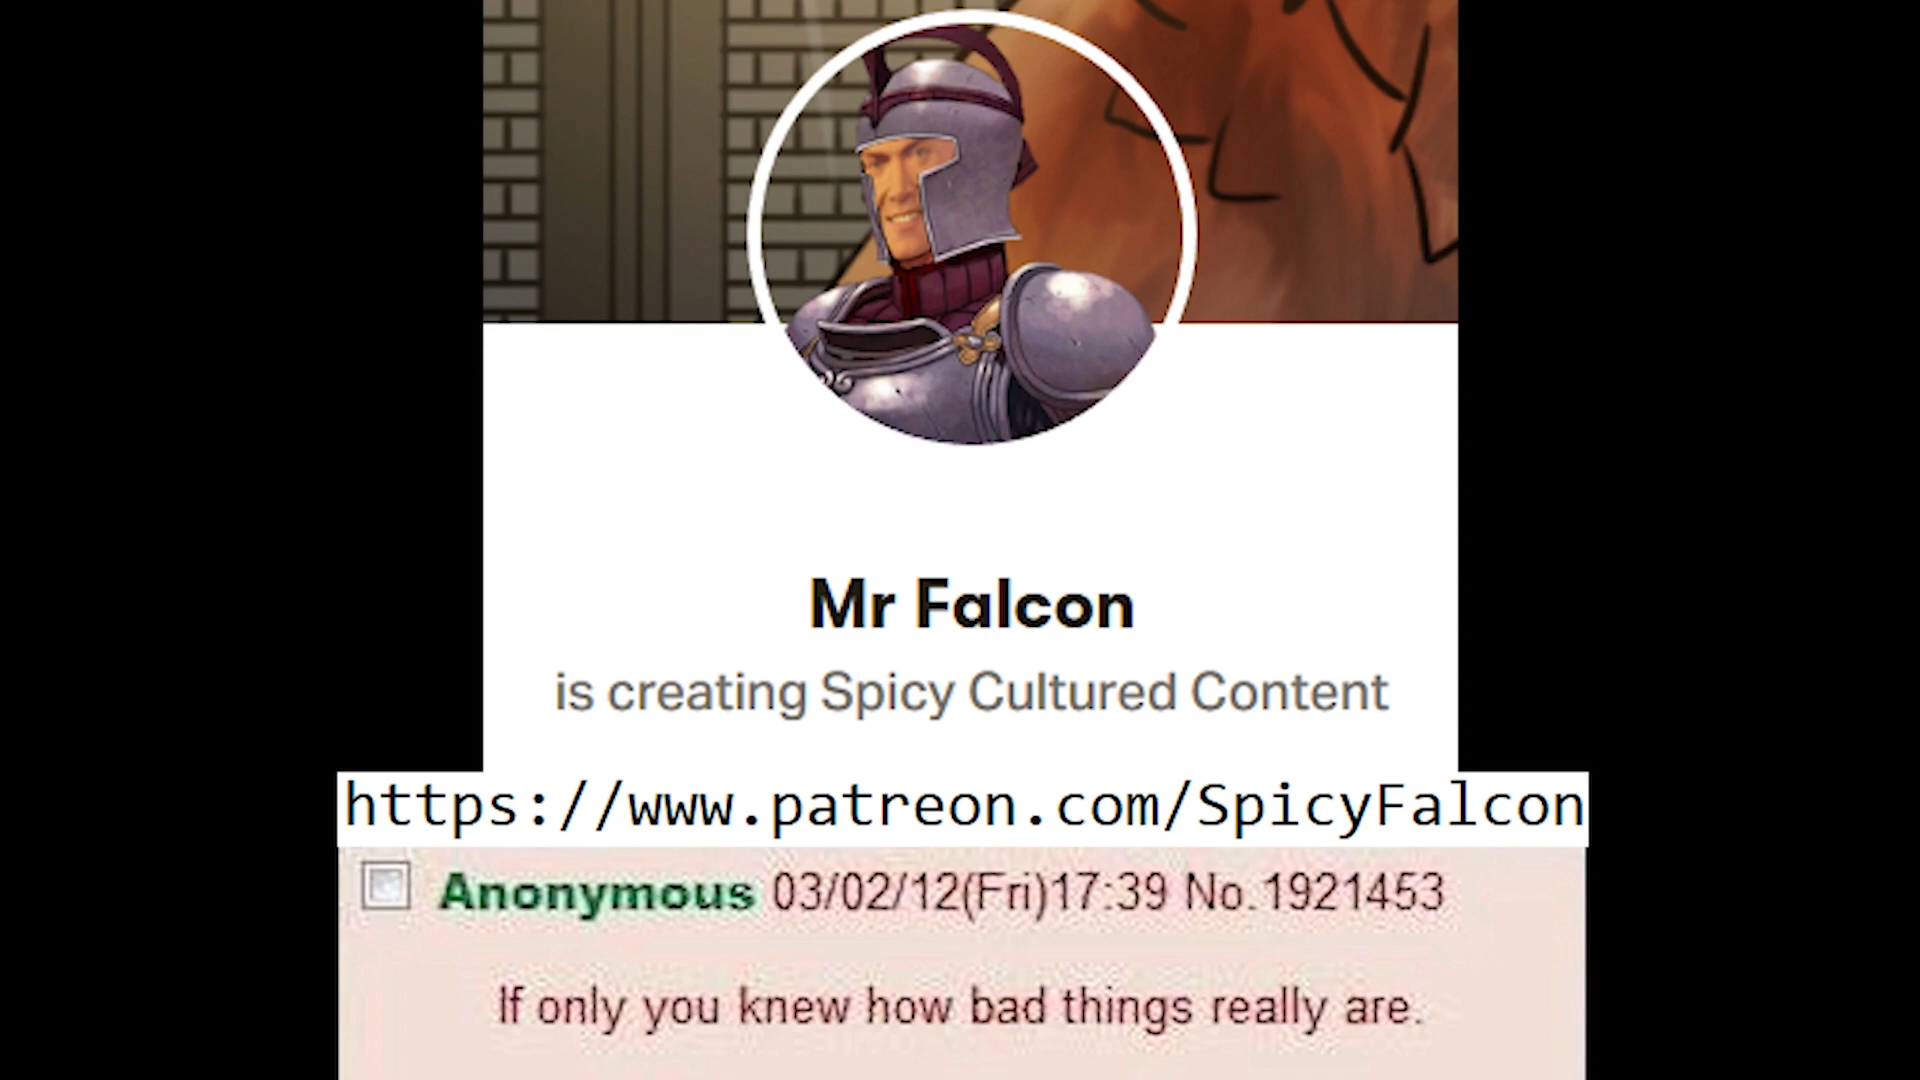 Mr Falcon
is creating Spicy Cultured Content
https://www.patreon.com/SpicyFalcon
Anonymous 03/02/12(Fri)17:39 No.1921453
If only you knew how bad things really are.